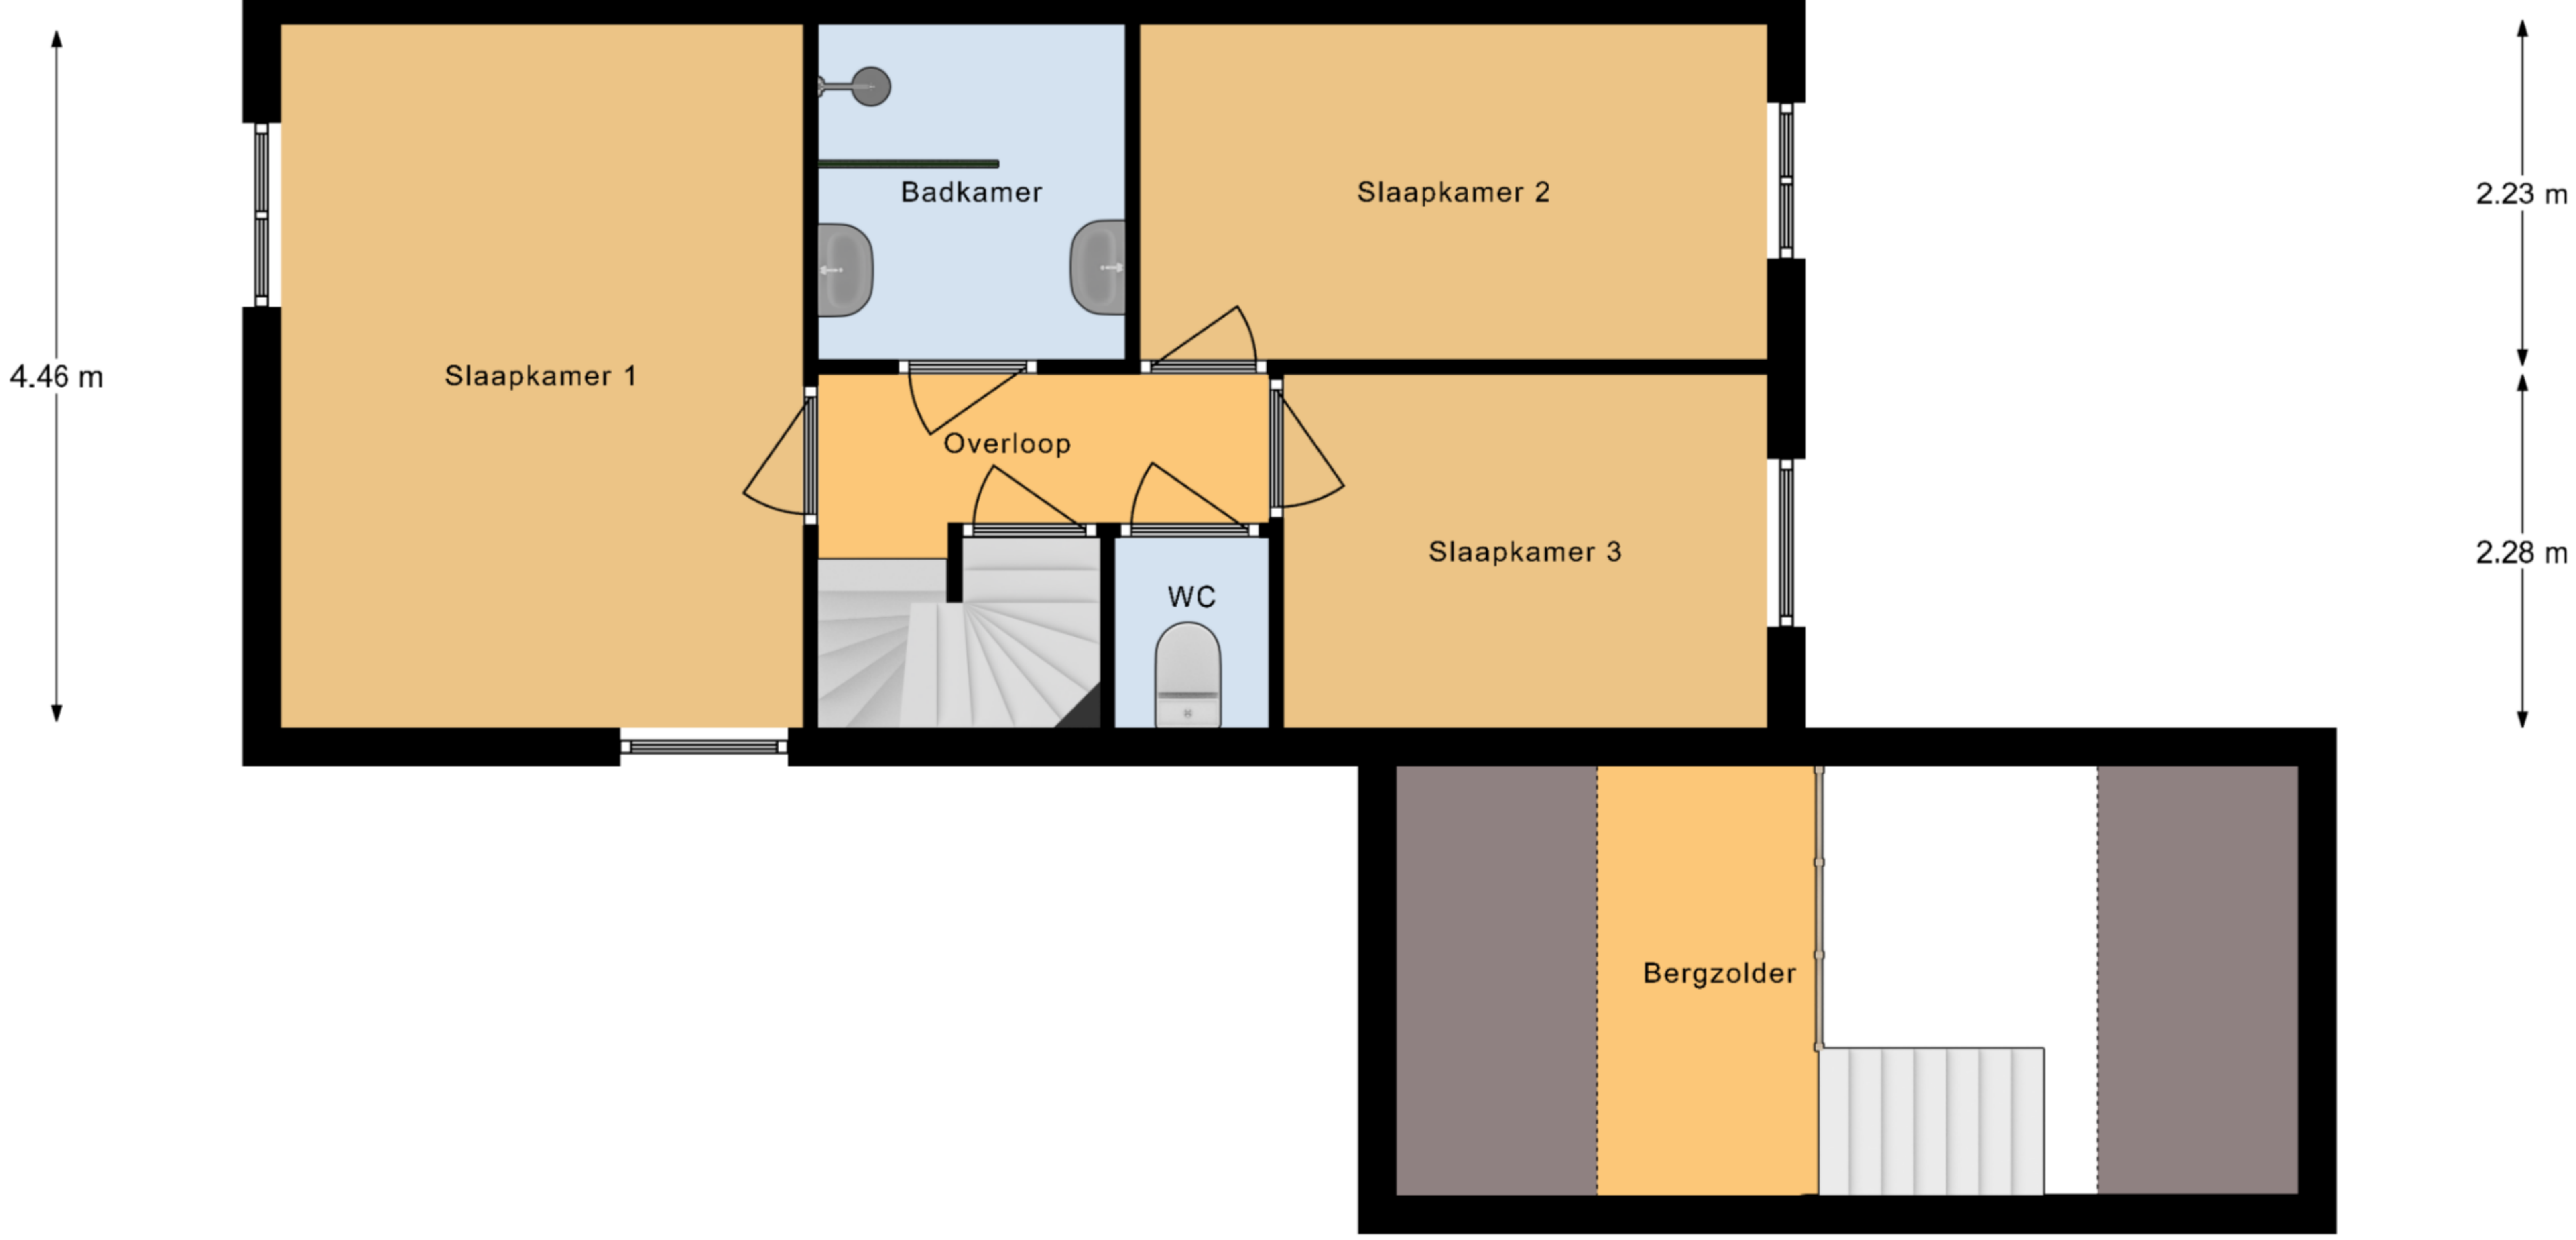 Badkamer
Slaapkamer 2
2.23 m
4.46 m
Slaapkamer 1
Overloop
Slaapkamer 3
2.28 m
WC
Bergzolder